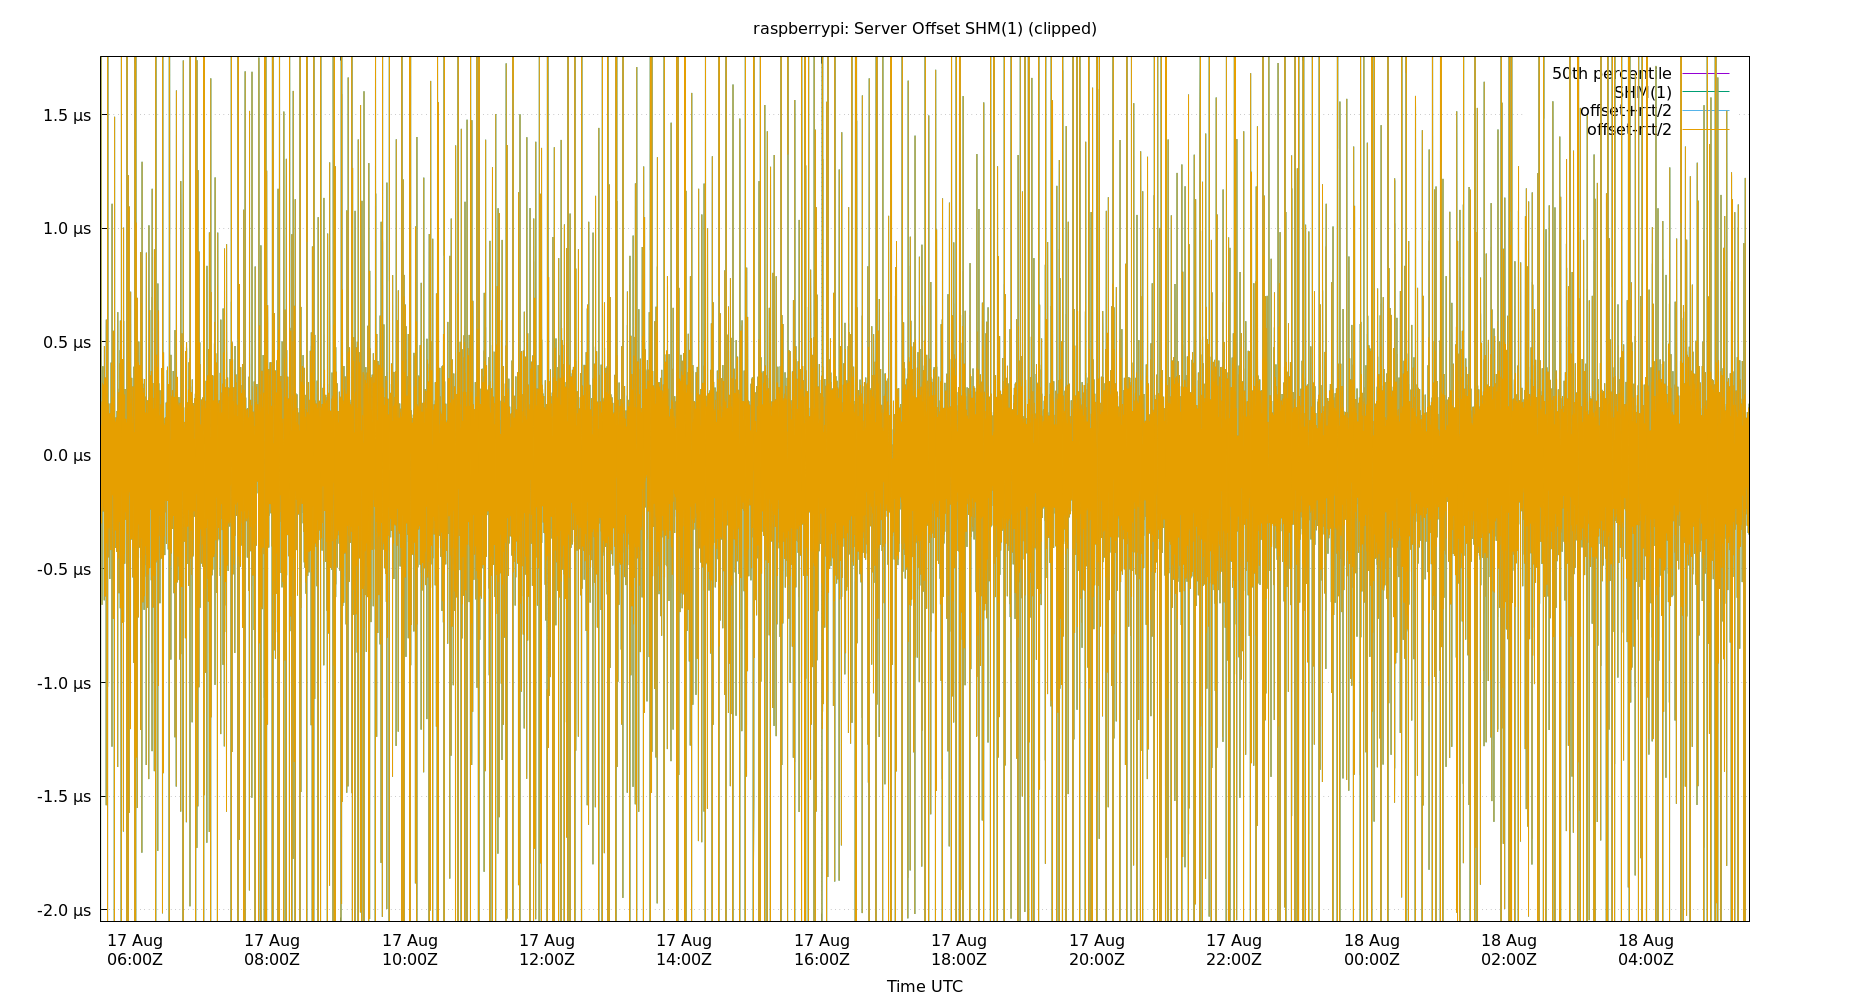 raspberrypi: Server Offset SHM(1) (clipped)
50th percentile
SHM(1)
offset+rtt/2
offset-rtt/2
1.5 µs
1.0 µs
0.5 µs
0.0 µs
-0.5 µs
-1.0 µs
-1.5 µs
-2.0 µs
17 Aug 17 Aug 17 Aug 17 Aug 17 Aug 17 Aug 17 Aug 17 Aug 17 Aug 18 Aug 18 Aug 18 Aug
06:00Z 08:00Z 10:00Z 12:00Z 14:00Z 16:00Z 18:00Z 20:00Z 22:00Z 00:00Z 02:00Z 04:00Z
Time UTC